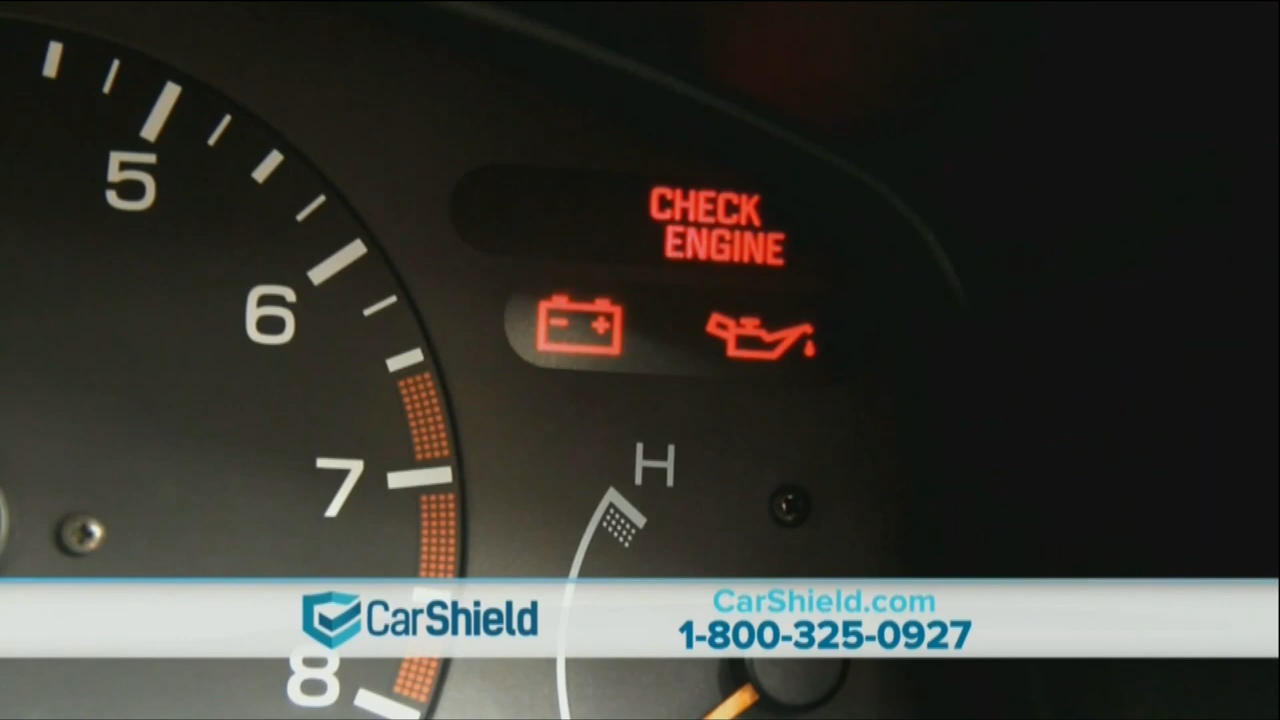 5
CHECK
ENGINE
6
H
7
CarShield
CarShield.com
1-800-325-0927
8